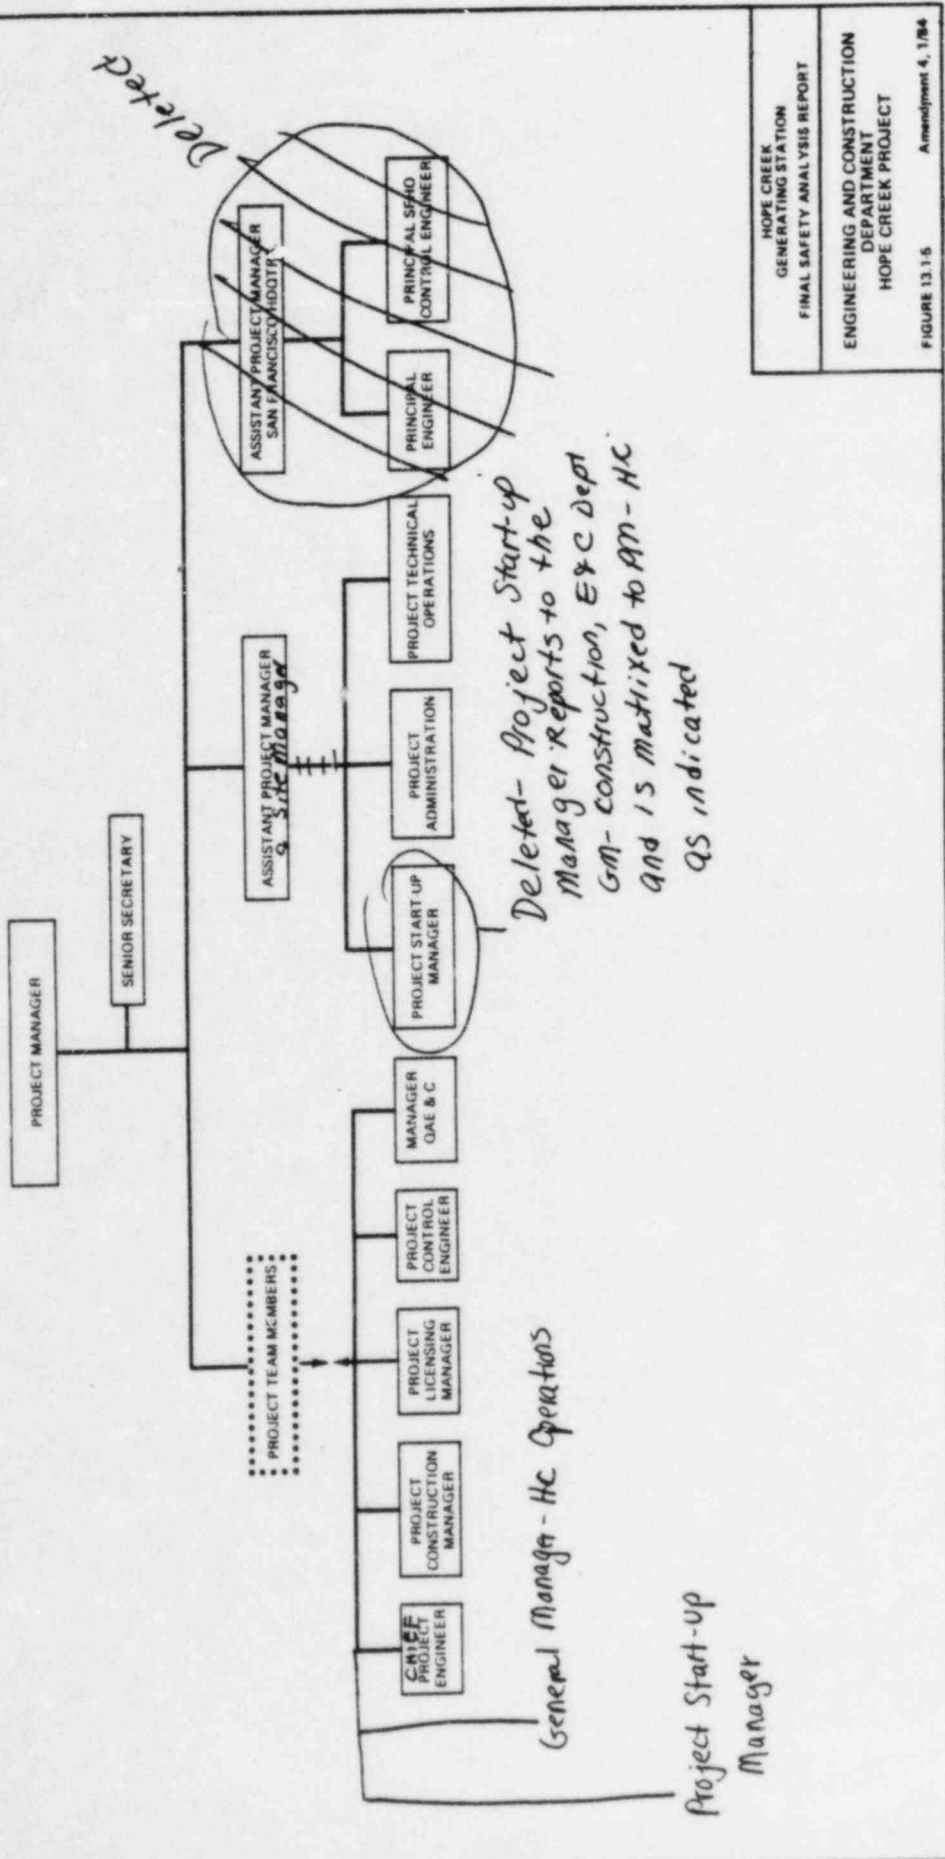 PROJECT MANAGER
SENIOR SECRETARY
PROJECT TEAM MEMBERS
ASSISTANT PROJECT MANAGER
Site Manager
ASSISTANT PROJECT MANAGER
SAN FRANCISCO HDQTR
Deleted
CHIEF
PROJECT
ENGINEER
PROJECT
CONSTRUCTION
MANAGER
PROJECT
LICENSING
MANAGER
PROJECT
CONTROL
ENGINEER
MANAGER
QAE & C
PROJECT START-UP
MANAGER
PROJECT
ADMINISTRATION
PROJECT TECHNICAL
OPERATIONS
PRINCIPAL
ENGINEER
PRINCIPAL SFHO
CONTROL ENGINEER
General Manager - HC Operations
Project Start-up
Manager
Deleted - Project Start-up
Manager Reports to the
GM - construction, E&C Dept
and is matrixed to PM - HC
as indicated
HOPE CREEK
GENERATING STATION
FINAL SAFETY ANALYSIS REPORT
ENGINEERING AND CONSTRUCTION
DEPARTMENT
HOPE CREEK PROJECT
FIGURE 13.1-5 Amendment 4, 1/84